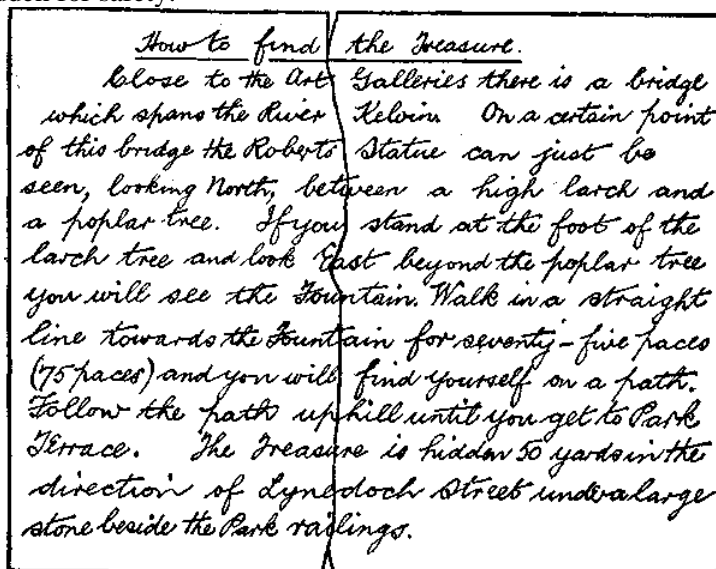 for safety.
How to find the Treasure.
Close to the Art Galleries there is a bridge
which spans the River Kelvin. On a certain point
of this bridge the Roberts Statue can just be
seen, looking North, between a high larch and
a poplar tree. If you stand at the foot of the
larch tree and look East beyond the poplar tree
you will see the Fountain. Walk in a straight
line towards the Fountain for seventy-five paces
(75 paces) and you will find yourself on a path.
Follow the path uphill until you get to Park
Terrace. The Treasure is hidden 50 yards in the
direction of Lynedoch Street under a large
stone beside the Park railings.